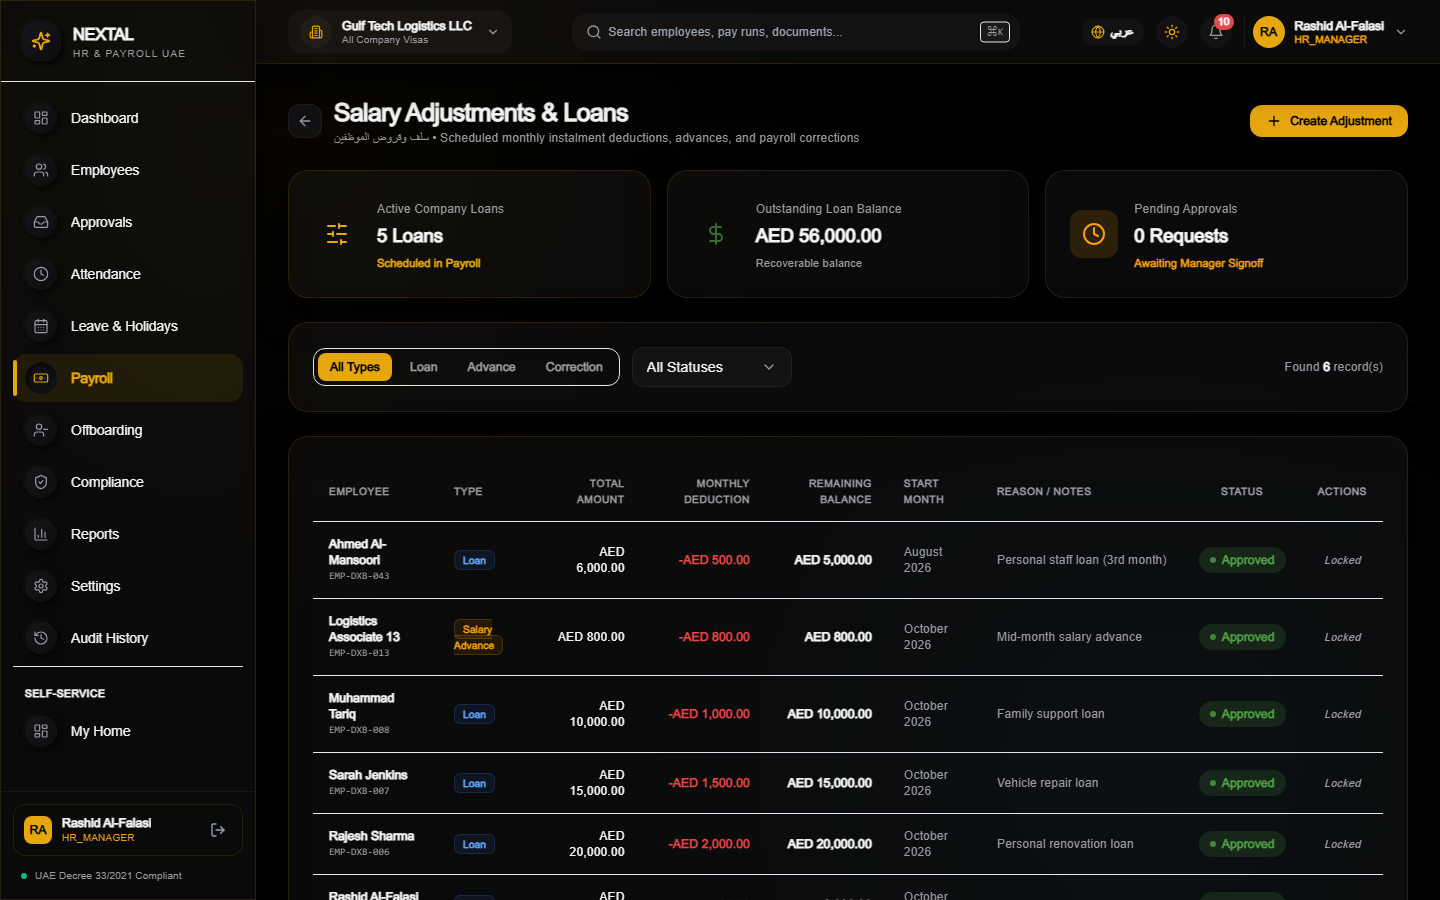 NEXTAL
HR & PAYROLL UAE
Dashboard
Employees
Approvals
Attendance
Leave & Holidays
Payroll
Offboarding
Compliance
Reports
Settings
Audit History
SELF-SERVICE
My Home
RA
Rashid Al-Falasi
HR_MANAGER
UAE Decree 33/2021 Compliant
Gulf Tech Logistics LLC
All Company Visas
Search employees, pay runs, documents...
⌘K
عربي
10
RA
Rashid Al-Falasi
HR_MANAGER
Salary Adjustments & Loans
سلف وقروض الموظفين • Scheduled monthly instalment deductions, advances, and payroll corrections
Create Adjustment
Active Company Loans
5 Loans
Scheduled in Payroll
Outstanding Loan Balance
AED 56,000.00
Recoverable balance
Pending Approvals
0 Requests
Awaiting Manager Signoff
All Types
Loan
Advance
Correction
All Statuses
Found 6 record(s)
EMPLOYEE
TYPE
TOTAL
AMOUNT
MONTHLY
DEDUCTION
REMAINING
BALANCE
START
MONTH
REASON / NOTES
STATUS
ACTIONS
Ahmed Al-
Mansoori
EMP-DXB-043
Loan
AED
6,000.00
-AED 500.00
AED 5,000.00
August
2026
Personal staff loan (3rd month)
Approved
Locked
Logistics
Associate 13
EMP-DXB-013
Salary
Advance
AED 800.00
-AED 800.00
AED 800.00
October
2026
Mid-month salary advance
Approved
Locked
Muhammad
Tariq
EMP-DXB-008
Loan
AED
10,000.00
-AED 1,000.00
AED 10,000.00
October
2026
Family support loan
Approved
Locked
Sarah Jenkins
EMP-DXB-007
Loan
AED
15,000.00
-AED 1,500.00
AED 15,000.00
October
2026
Vehicle repair loan
Approved
Locked
Rajesh Sharma
EMP-DXB-006
Loan
AED
20,000.00
-AED 2,000.00
AED 20,000.00
October
2026
Personal renovation loan
Approved
Locked
Rashid Al-Falasi
AED
October